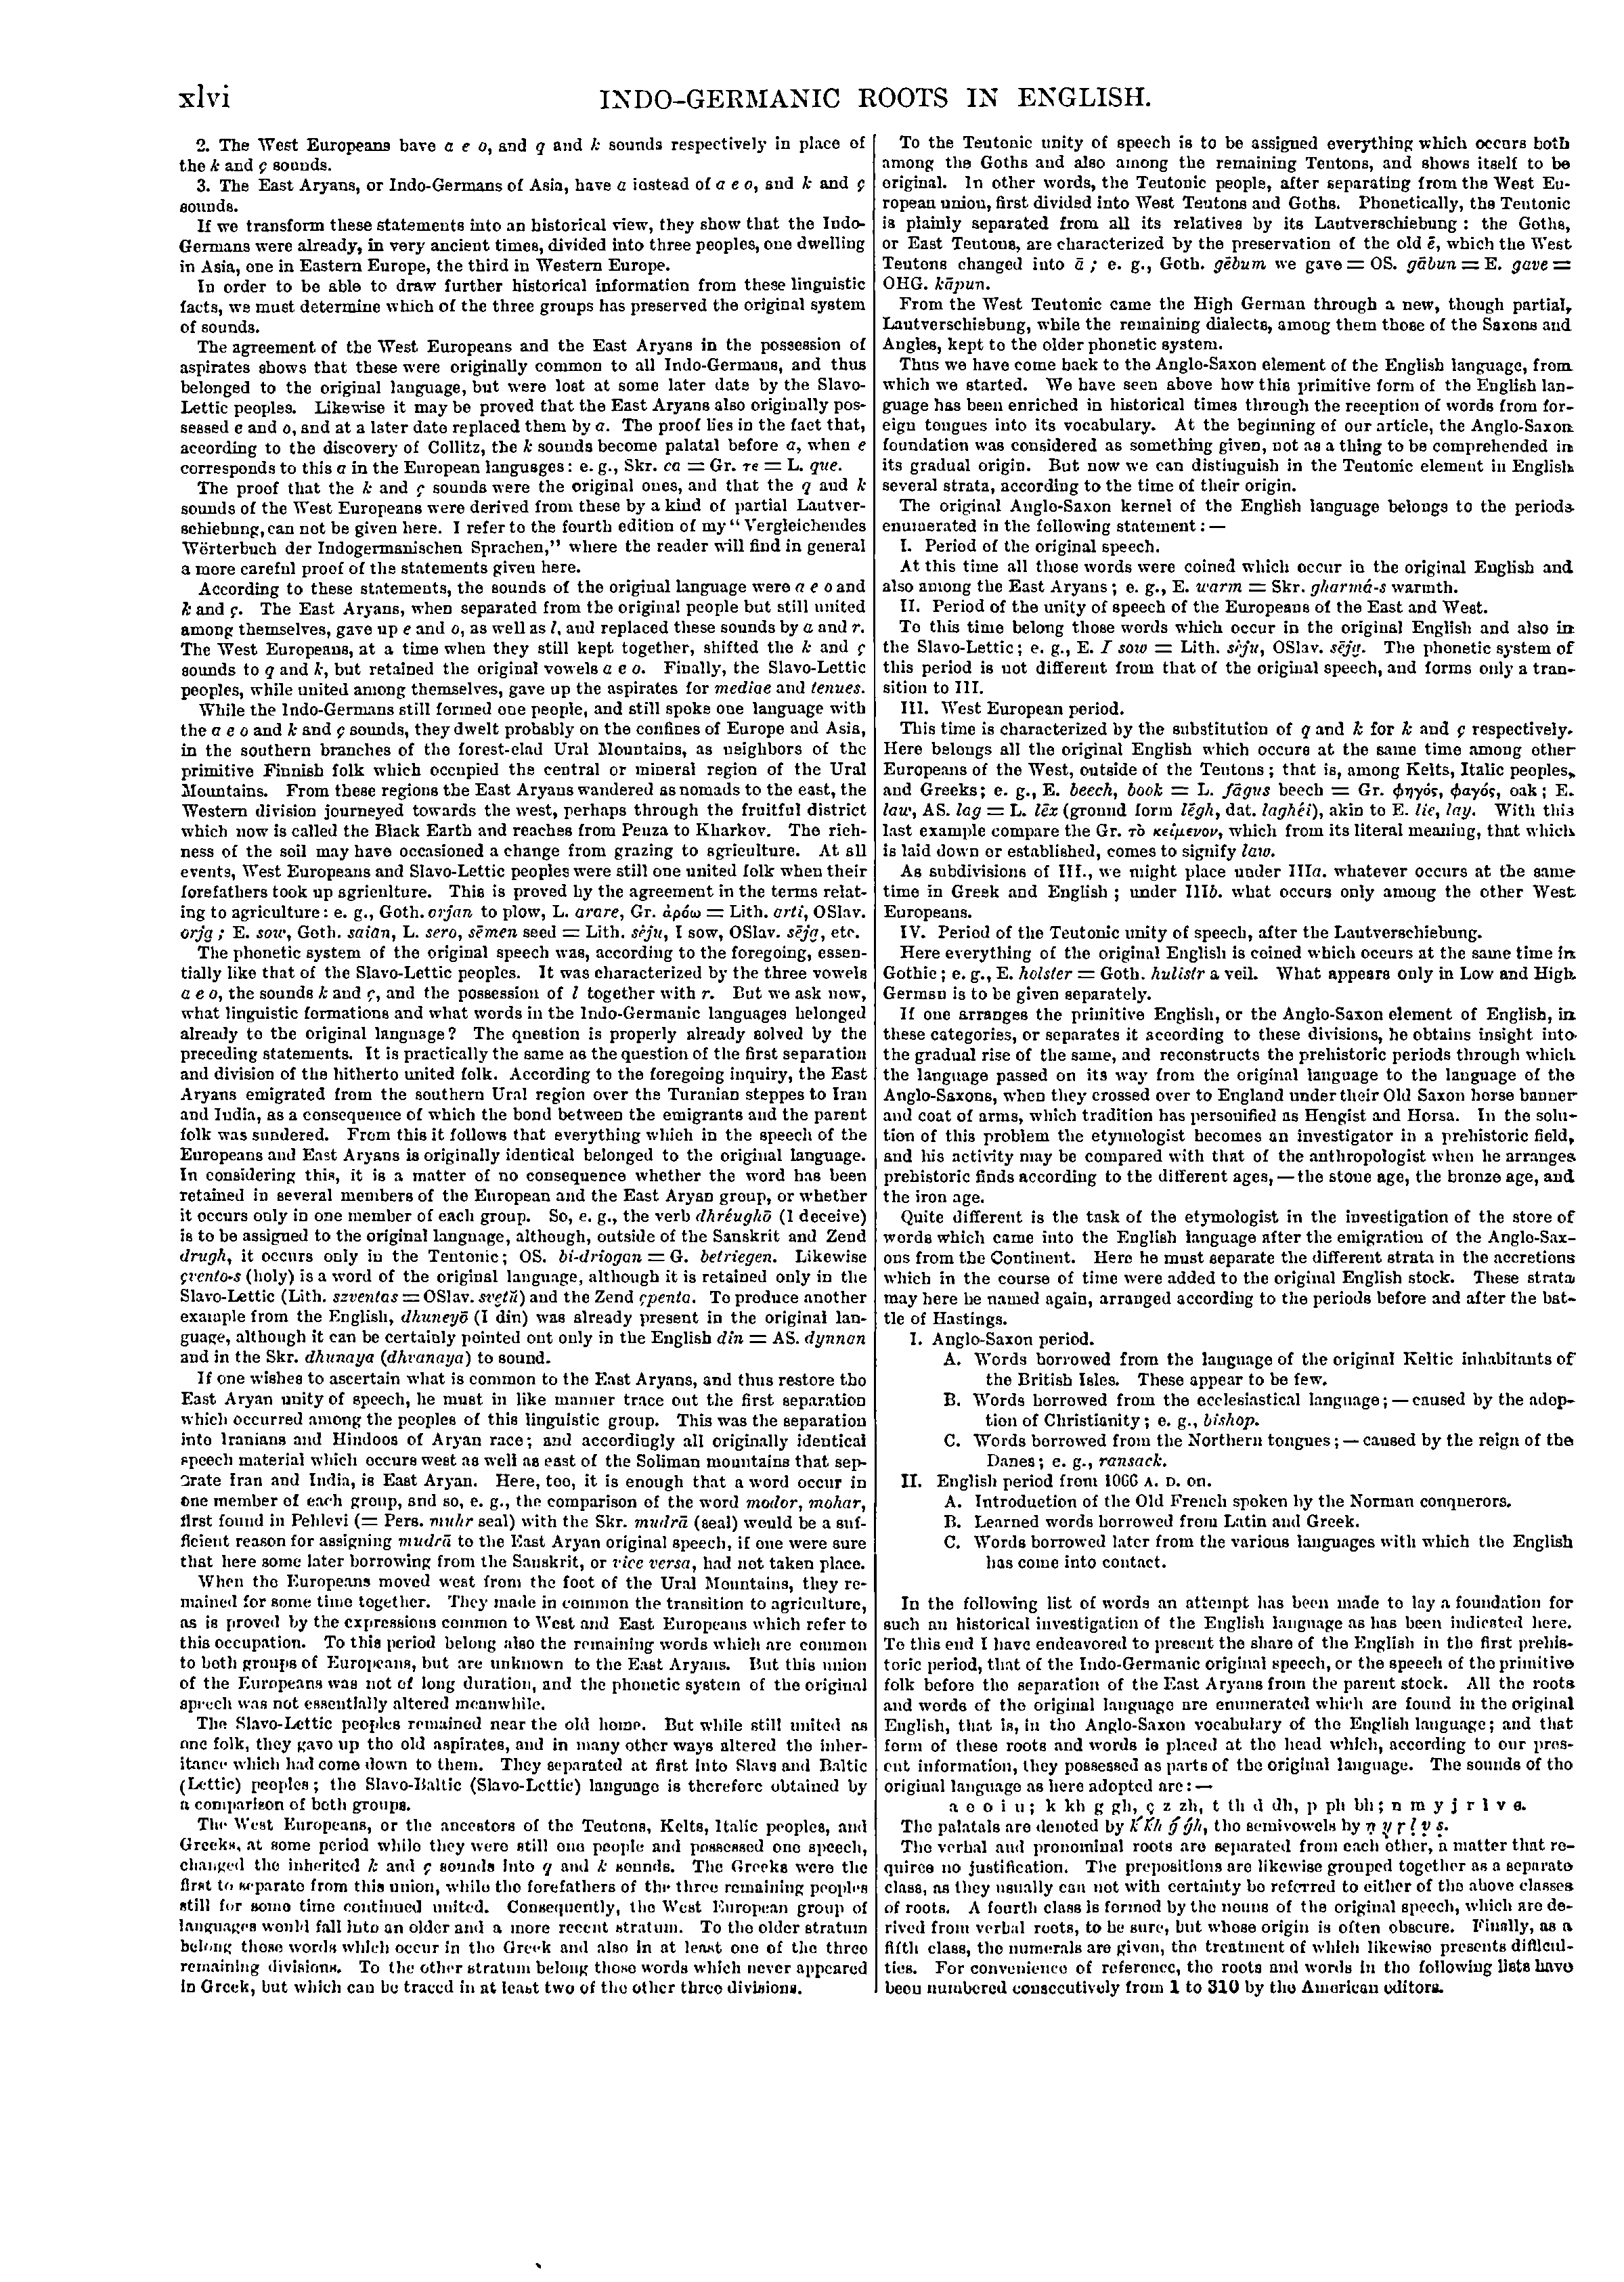 xlvi
INDO-GERMANIC ROOTS IN ENGLISH.
2. The West Europeans have a e o, and q and k sounds respectively in place of
the k and ç sounds.
3. The East Aryans, or Indo-Germans of Asia, have a instead of a e o, and k and ç
sounds.
If we transform these statements into an historical view, they show that the Indo-
Germans were already, in very ancient times, divided into three peoples, one dwelling
in Asia, one in Eastern Europe, the third in Western Europe.
In order to be able to draw further historical information from these linguistic
facts, we must determine which of the three groups has preserved the original system
of sounds.
The agreement of the West Europeans and the East Aryans in the possession of
aspirates shows that these were originally common to all Indo-Germans, and thus
belonged to the original language, but were lost at some later date by the Slavo-
Lettic peoples. Likewise it may be proved that the East Aryans also originally pos-
sessed e and o, and at a later date replaced them by a. The proof lies in the fact that,
according to the discovery of Collitz, the k sounds become palatal before a, when e
corresponds to this a in the European languages: e. g., Skr. ca = Gr. τε = L. que.
The proof that the k and ç sounds were the original ones, and that the q and k
sounds of the West Europeans were derived from these by a kind of partial Lautver-
schiebung, can not be given here. I refer to the fourth edition of my "Vergleichendes
Wörterbuch der Indogermanischen Sprachen," where the reader will find in general
a more careful proof of the statements given here.
According to these statements, the sounds of the original language were a e o and
k and ç. The East Aryans, when separated from the original people but still united
among themselves, gave up e and o, as well as l, and replaced these sounds by a and r.
The West Europeans, at a time when they still kept together, shifted the k and ç
sounds to q and k, but retained the original vowels a e o. Finally, the Slavo-Lettic
peoples, while united among themselves, gave up the aspirates for mediae and tenues.
While the Indo-Germans still formed one people, and still spoke one language with
the a e o and k and ç sounds, they dwelt probably on the confines of Europe and Asia,
in the southern branches of the forest-clad Ural Mountains, as neighbors of the
primitive Finnish folk which occupied the central or mineral region of the Ural
Mountains. From these regions the East Aryans wandered as nomads to the east, the
Western division journeyed towards the west, perhaps through the fruitful district
which now is called the Black Earth and reaches from Penza to Kharkov. The rich-
ness of the soil may have occasioned a change from grazing to agriculture. At all
events, West Europeans and Slavo-Lettic peoples were still one united folk when their
forefathers took up agriculture. This is proved by the agreement in the terms relat-
ing to agriculture: e. g., Goth. arjan to plow, L. arare, Gr. ἀρόω = Lith. arti, OSlav.
orją; E. sow, Goth. saian, L. sero, sēmen seed = Lith. sėju, I sow, OSlav. sēją, etc.
The phonetic system of the original speech was, according to the foregoing, essen-
tially like that of the Slavo-Lettic peoples. It was characterized by the three vowels
a e o, the sounds k and ç, and the possession of l together with r. But we ask now,
what linguistic formations and what words in the Indo-Germanic languages belonged
already to the original language? The question is properly already solved by the
preceding statements. It is practically the same as the question of the first separation
and division of the hitherto united folk. According to the foregoing inquiry, the East
Aryans emigrated from the southern Ural region over the Turanian steppes to Iran
and India, as a consequence of which the bond between the emigrants and the parent
folk was sundered. From this it follows that everything which in the speech of the
Europeans and East Aryans is originally identical belonged to the original language.
In considering this, it is a matter of no consequence whether the word has been
retained in several members of the European and the East Aryan group, or whether
it occurs only in one member of each group. So, e. g., the verb dhréughō (I deceive)
is to be assigned to the original language, although, outside of the Sanskrit and Zend
drugh, it occurs only in the Teutonic; OS. bi-driogan = G. betriegen. Likewise
çvento-s (holy) is a word of the original language, although it is retained only in the
Slavo-Lettic (Lith. szventas = OSlav. svętŭ) and the Zend çpenta. To produce another
example from the English, dhuneyō (I din) was already present in the original lan-
guage, although it can be certainly pointed out only in the English din = AS. dynnan
and in the Skr. dhunaya (dhvanaya) to sound.
If one wishes to ascertain what is common to the East Aryans, and thus restore the
East Aryan unity of speech, he must in like manner trace out the first separation
which occurred among the peoples of this linguistic group. This was the separation
into Iranians and Hindoos of Aryan race; and accordingly all originally identical
speech material which occurs west as well as east of the Soliman mountains that sep-
arate Iran and India, is East Aryan. Here, too, it is enough that a word occur in
one member of each group, and so, e. g., the comparison of the word modor, mohar,
first found in Pehlevi (= Pers. muhr seal) with the Skr. mudrā (seal) would be a suf-
ficient reason for assigning mudrā to the East Aryan original speech, if one were sure
that here some later borrowing from the Sanskrit, or vice versa, had not taken place.
When the Europeans moved west from the foot of the Ural Mountains, they re-
mained for some time together. They made in common the transition to agriculture,
as is proved by the expressions common to West and East Europeans which refer to
this occupation. To this period belong also the remaining words which are common
to both groups of Europeans, but are unknown to the East Aryans. But this union
of the Europeans was not of long duration, and the phonetic system of the original
speech was not essentially altered meanwhile.
The Slavo-Lettic peoples remained near the old home. But while still united as
one folk, they gave up the old aspirates, and in many other ways altered the inher-
itance which had come down to them. They separated at first into Slavs and Baltic
(Lettic) peoples; the Slavo-Baltic (Slavo-Lettic) language is therefore obtained by
a comparison of both groups.
The West Europeans, or the ancestors of the Teutons, Kelts, Italic peoples, and
Greeks, at some period while they were still one people and possessed one speech,
changed the inherited k and ç sounds into q and k sounds. The Greeks were the
first to separate from this union, while the forefathers of the three remaining peoples
still for some time continued united. Consequently, the West European group of
languages would fall into an older and a more recent stratum. To the older stratum
belong those words which occur in the Greek and also in at least one of the three
remaining divisions. To the other stratum belong those words which never appeared
in Greek, but which can be traced in at least two of the other three divisions.
To the Teutonic unity of speech is to be assigned everything which occurs both
among the Goths and also among the remaining Teutons, and shows itself to be
original. In other words, the Teutonic people, after separating from the West Eu-
ropean union, first divided into West Teutons and Goths. Phonetically, the Teutonic
is plainly separated from all its relatives by its Lautverschiebung: the Goths,
or East Teutons, are characterized by the preservation of the old ē, which the West
Teutons changed into ā; e. g., Goth. gēbum we gave = OS. gābun = E. gave =
OHG. kāpun.
From the West Teutonic came the High German through a new, though partial,
Lautverschiebung, while the remaining dialects, among them those of the Saxons and
Angles, kept to the older phonetic system.
Thus we have come back to the Anglo-Saxon element of the English language, from
which we started. We have seen above how this primitive form of the English lan-
guage has been enriched in historical times through the reception of words from for-
eign tongues into its vocabulary. At the beginning of our article, the Anglo-Saxon
foundation was considered as something given, not as a thing to be comprehended in
its gradual origin. But now we can distinguish in the Teutonic element in English
several strata, according to the time of their origin.
The original Anglo-Saxon kernel of the English language belongs to the periods
enumerated in the following statement: —
I. Period of the original speech.
At this time all those words were coined which occur in the original English and
also among the East Aryans; e. g., E. warm = Skr. gharmá-s warmth.
II. Period of the unity of speech of the Europeans of the East and West.
To this time belong those words which occur in the original English and also in
the Slavo-Lettic; e. g., E. I sow = Lith. sėju, OSlav. sēją. The phonetic system of
this period is not different from that of the original speech, and forms only a tran-
sition to III.
III. West European period.
This time is characterized by the substitution of q and k for k and ç respectively.
Here belongs all the original English which occurs at the same time among other
Europeans of the West, outside of the Teutons; that is, among Kelts, Italic peoples,
and Greeks; e. g., E. beech, book = L. fāgus beech = Gr. φηγός, φαγός, oak; E.
law, AS. lag = L. lēx (ground form lēgh, dat. laghéi), akin to E. lie, lay. With this
last example compare the Gr. τὸ κείμενον, which from its literal meaning, that which
is laid down or established, comes to signify law.
As subdivisions of III., we might place under IIIa. whatever occurs at the same
time in Greek and English; under IIIb. what occurs only among the other West
Europeans.
IV. Period of the Teutonic unity of speech, after the Lautverschiebung.
Here everything of the original English is coined which occurs at the same time in
Gothic; e. g., E. holster = Goth. hulistr a veil. What appears only in Low and High
German is to be given separately.
If one arranges the primitive English, or the Anglo-Saxon element of English, in
these categories, or separates it according to these divisions, he obtains insight into
the gradual rise of the same, and reconstructs the prehistoric periods through which
the language passed on its way from the original language to the language of the
Anglo-Saxons, when they crossed over to England under their Old Saxon horse banner
and coat of arms, which tradition has personified as Hengist and Horsa. In the solu-
tion of this problem the etymologist becomes an investigator in a prehistoric field,
and his activity may be compared with that of the anthropologist when he arranges
prehistoric finds according to the different ages, — the stone age, the bronze age, and
the iron age.
Quite different is the task of the etymologist in the investigation of the store of
words which came into the English language after the emigration of the Anglo-Sax-
ons from the Continent. Here he must separate the different strata in the accretions
which in the course of time were added to the original English stock. These strata
may here be named again, arranged according to the periods before and after the bat-
tle of Hastings.
I. Anglo-Saxon period.
A. Words borrowed from the language of the original Keltic inhabitants of
the British Isles. These appear to be few.
B. Words borrowed from the ecclesiastical language; — caused by the adop-
tion of Christianity; e. g., bishop.
C. Words borrowed from the Northern tongues; — caused by the reign of the
Danes; e. g., ransack.
II. English period from 1066 A. D. on.
A. Introduction of the Old French spoken by the Norman conquerors.
B. Learned words borrowed from Latin and Greek.
C. Words borrowed later from the various languages with which the English
has come into contact.
In the following list of words an attempt has been made to lay a foundation for
such an historical investigation of the English language as has been indicated here.
To this end I have endeavored to present the share of the English in the first prehis-
toric period, that of the Indo-Germanic original speech, or the speech of the primitive
folk before the separation of the East Aryans from the parent stock. All the roots
and words of the original language are enumerated which are found in the original
English, that is, in the Anglo-Saxon vocabulary of the English language; and that
form of these roots and words is placed at the head which, according to our pres-
ent information, they possessed as parts of the original language. The sounds of the
original language as here adopted are: —
a e o i u; k kh g gh, ç z zh, t th d dh, p ph bh; n m y j r l v s.
The palatals are denoted by ḱ ḱh ǵ ǵh, the semivowels by n̥ y̥ r̥ l̥ v̥ s̥.
The verbal and pronominal roots are separated from each other, a matter that re-
quires no justification. The prepositions are likewise grouped together as a separate
class, as they usually can not with certainty be referred to either of the above classes
of roots. A fourth class is formed by the nouns of the original speech, which are de-
rived from verbal roots, to be sure, but whose origin is often obscure. Finally, as a
fifth class, the numerals are given, the treatment of which likewise presents difficul-
ties. For convenience of reference, the roots and words in the following lists have
been numbered consecutively from 1 to 310 by the American editors.